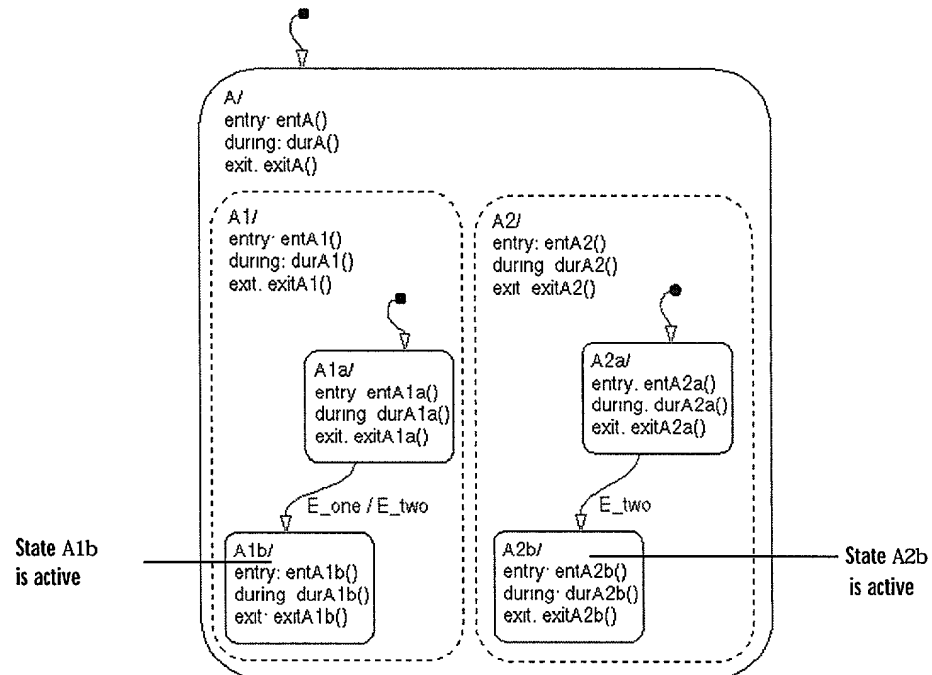 A/
entry· entA()
during: durA()
exit. exitA()
A1/
entry· entA1()
during: durA1()
exit. exitA1()
A2/
entry: entA2()
during durA2()
exit exitA2()
A1a/
entry entA1a()
during durA1a()
exit. exitA1a()
A2a/
entry. entA2a()
during. durA2a()
exit. exitA2a()
E_one / E_two
E_two
A1b/
entry: entA1b()
during durA1b()
exit· exitA1b()
A2b/
entry· entA2b()
during· durA2b()
exit. exitA2b()
State A1b
is active
State A2b
is active